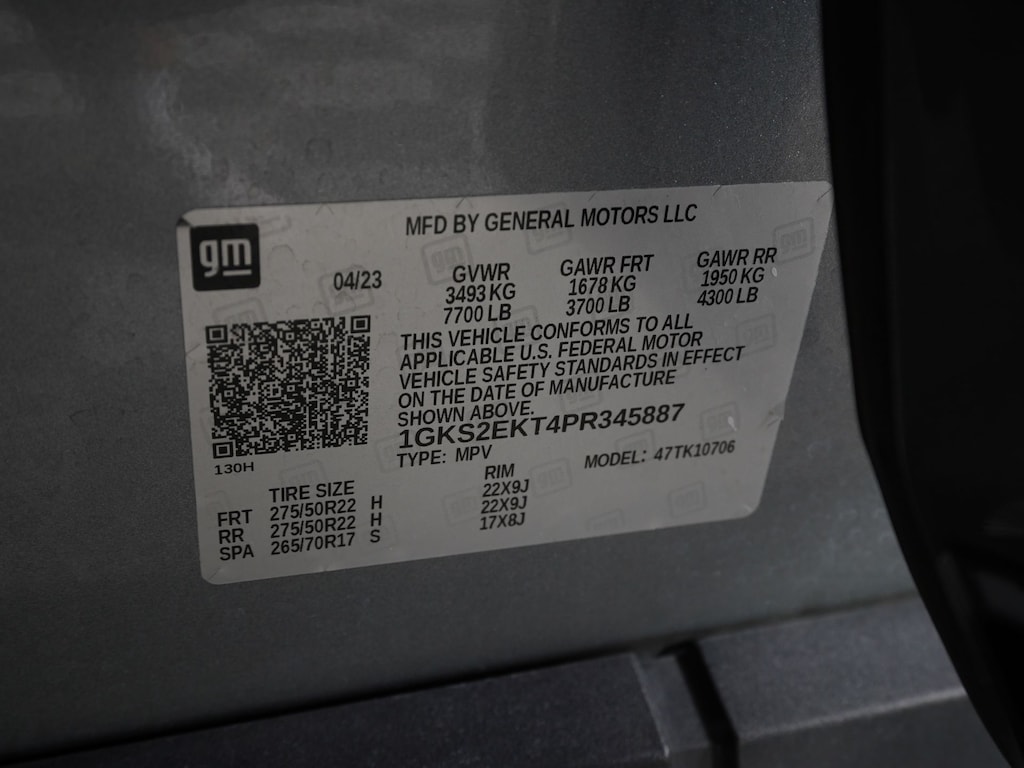 gm
MFD BY GENERAL MOTORS LLC
04/23
GVWR GAWR FRT GAWR RR
3493 KG 1678 KG 1950 KG
7700 LB 3700 LB 4300 LB
THIS VEHICLE CONFORMS TO ALL
APPLICABLE U.S. FEDERAL MOTOR
VEHICLE SAFETY STANDARDS IN EFFECT
ON THE DATE OF MANUFACTURE
SHOWN ABOVE.
1GKS2EKT4PR345887
TYPE: MPV MODEL: 47TK10706
130H
TIRE SIZE RIM
FRT 275/50R22 H 22X9J
RR 275/50R22 H 22X9J
SPA 265/70R17 S 17X8J